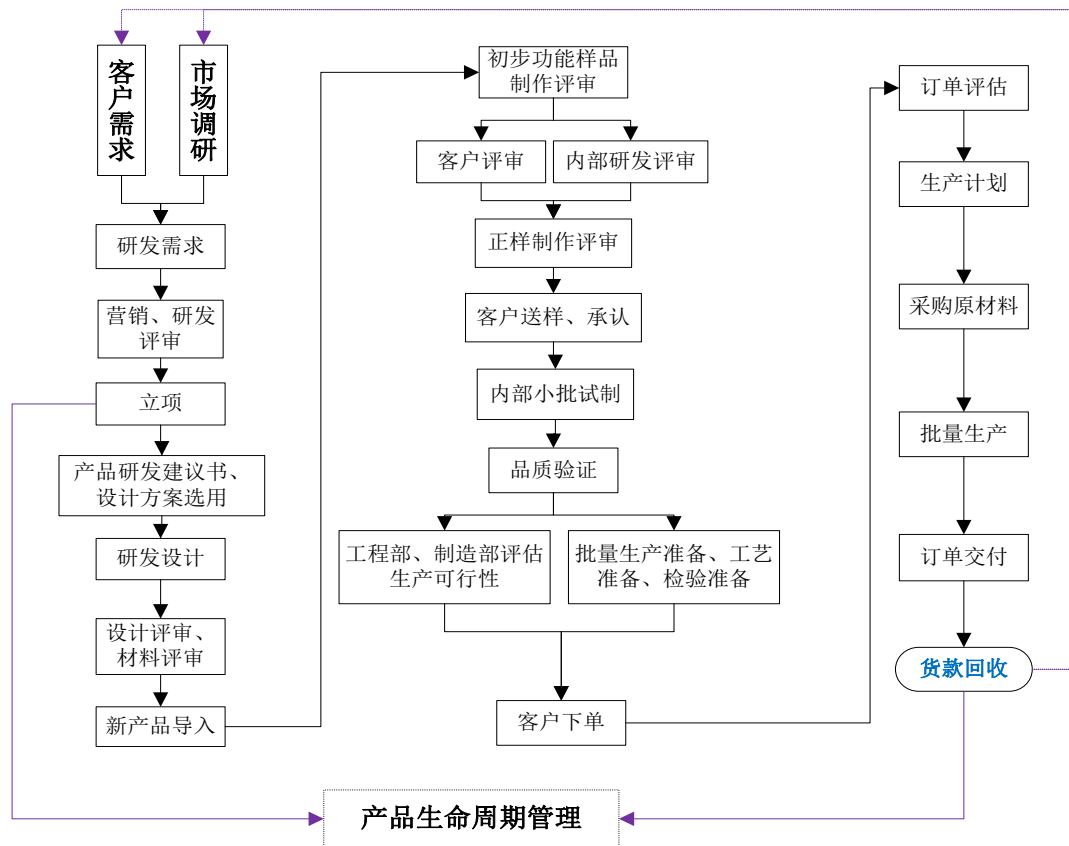 客户需求
市场调研
研发需求
营销、研发
评审
立项
产品研发建议书、
设计方案选用
研发设计
设计评审、
材料评审
新产品导入
初步功能样品
制作评审
客户评审
内部研发评审
正样制作评审
客户送样、承认
内部小批试制
品质验证
工程部、制造部评估
生产可行性
批量生产准备、工艺
准备、检验准备
客户下单
订单评估
生产计划
采购原材料
批量生产
订单交付
货款回收
产品生命周期管理